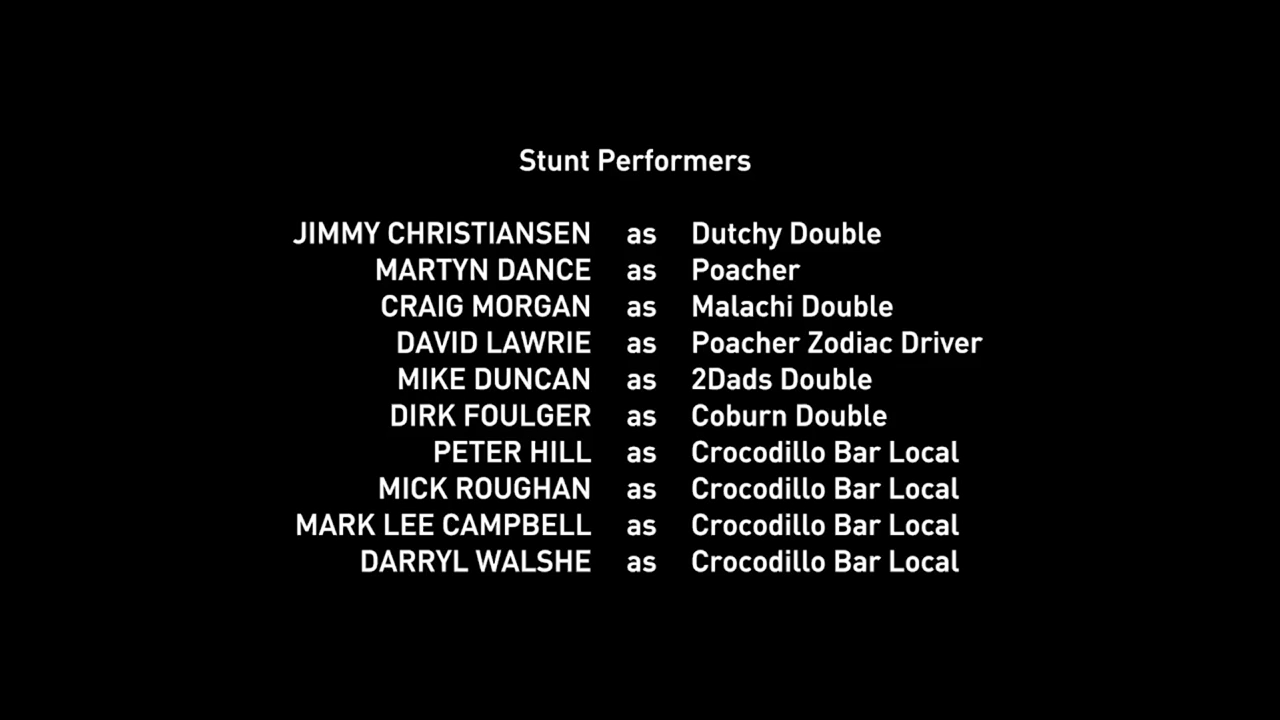 Stunt Performers
JIMMY CHRISTIANSEN as Dutchy Double
MARTYN DANCE as Poacher
CRAIG MORGAN as Malachi Double
DAVID LAWRIE as Poacher Zodiac Driver
MIKE DUNCAN as 2Dads Double
DIRK FOULGER as Coburn Double
PETER HILL as Crocodillo Bar Local
MICK ROUGHAN as Crocodillo Bar Local
MARK LEE CAMPBELL as Crocodillo Bar Local
DARRYL WALSHE as Crocodillo Bar Local